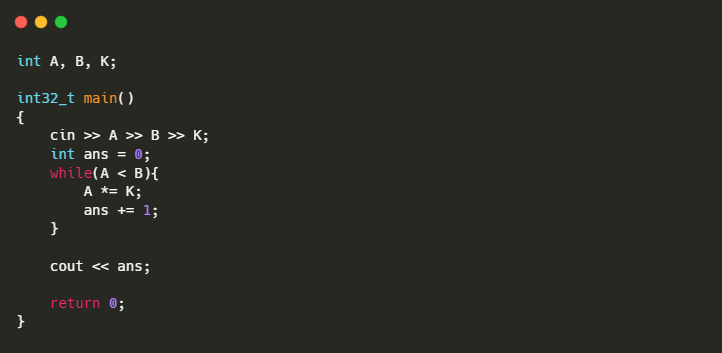 int A, B, K;
int32_t main()
{
cin >> A >> B >> K;
int ans = 0;
while(A < B){
A *= K;
ans += 1;
}
cout << ans;
return 0;
}